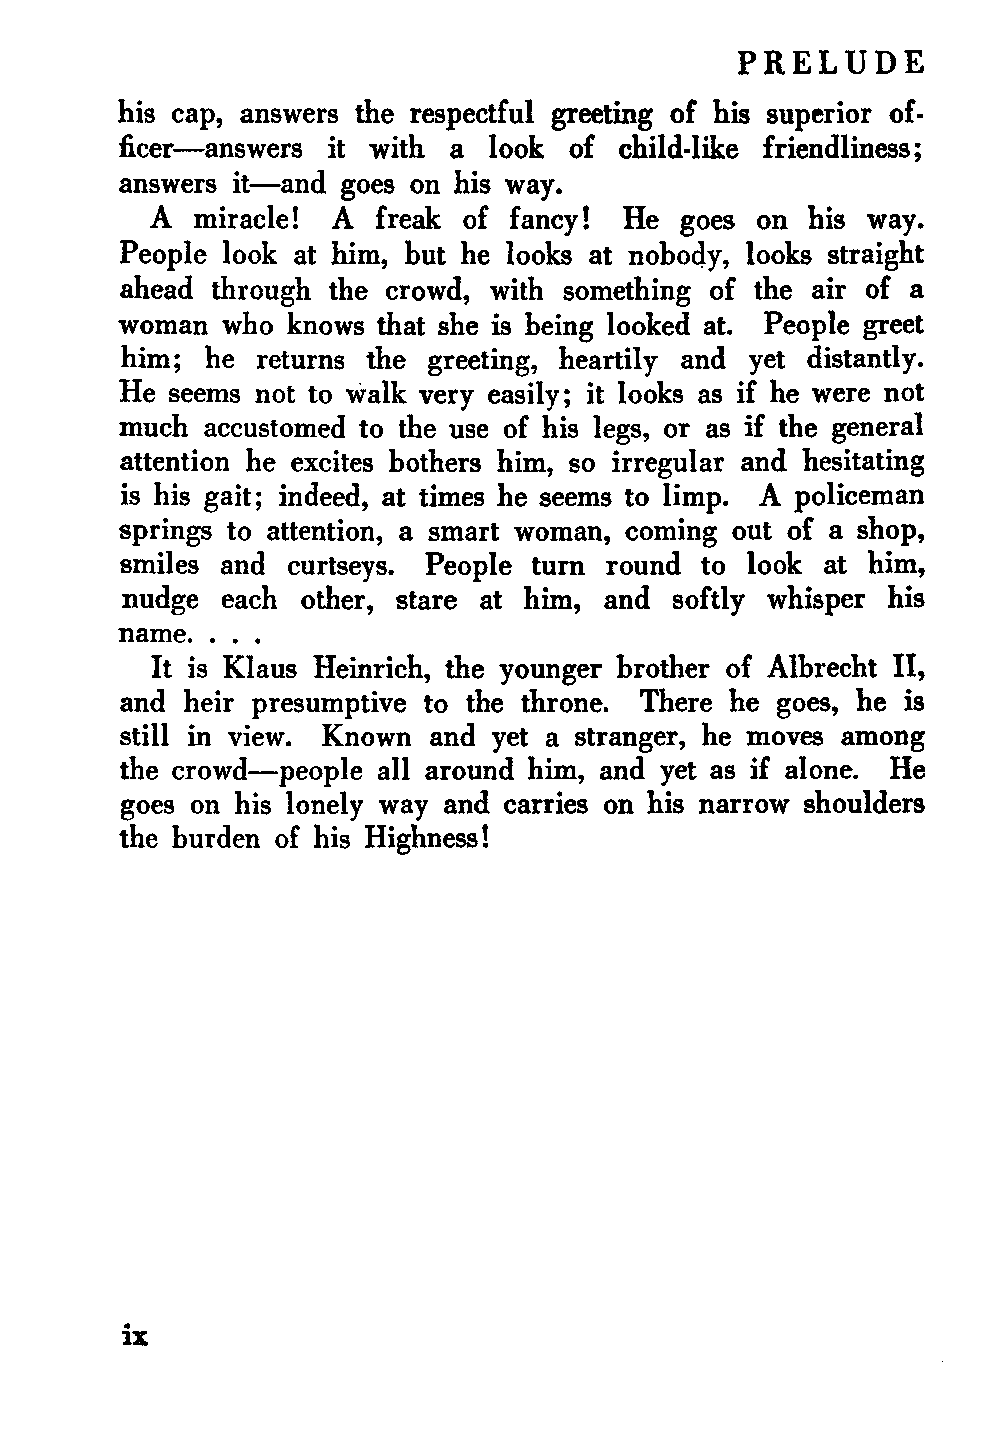 PRELUDE
his cap, answers the respectful greeting of his superior of-
ficer—answers it with a look of child-like friendliness;
answers it—and goes on his way.
A miracle! A freak of fancy! He goes on his way.
People look at him, but he looks at nobody, looks straight
ahead through the crowd, with something of the air of a
woman who knows that she is being looked at. People greet
him; he returns the greeting, heartily and yet distantly.
He seems not to walk very easily; it looks as if he were not
much accustomed to the use of his legs, or as if the general
attention he excites bothers him, so irregular and hesitating
is his gait; indeed, at times he seems to limp. A policeman
springs to attention, a smart woman, coming out of a shop,
smiles and curtseys. People turn round to look at him,
nudge each other, stare at him, and softly whisper his
name. . . .
It is Klaus Heinrich, the younger brother of Albrecht II,
and heir presumptive to the throne. There he goes, he is
still in view. Known and yet a stranger, he moves among
the crowd—people all around him, and yet as if alone. He
goes on his lonely way and carries on his narrow shoulders
the burden of his Highness!
ix